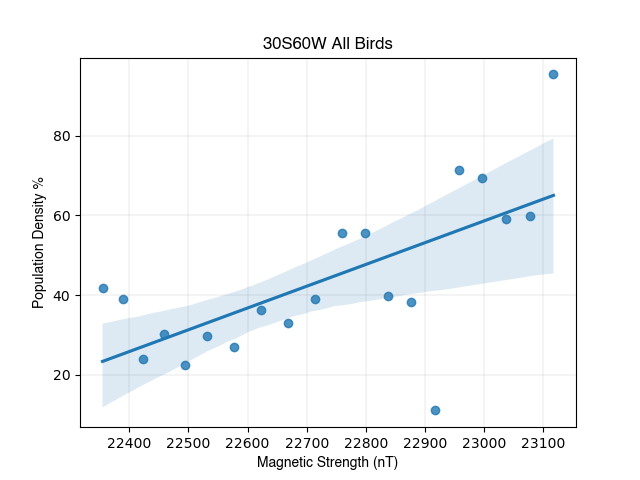 30S60W All Birds
Population Density %
80
60
40
20
22400 22500 22600 22700 22800 22900 23000 23100
Magnetic Strength (nT)